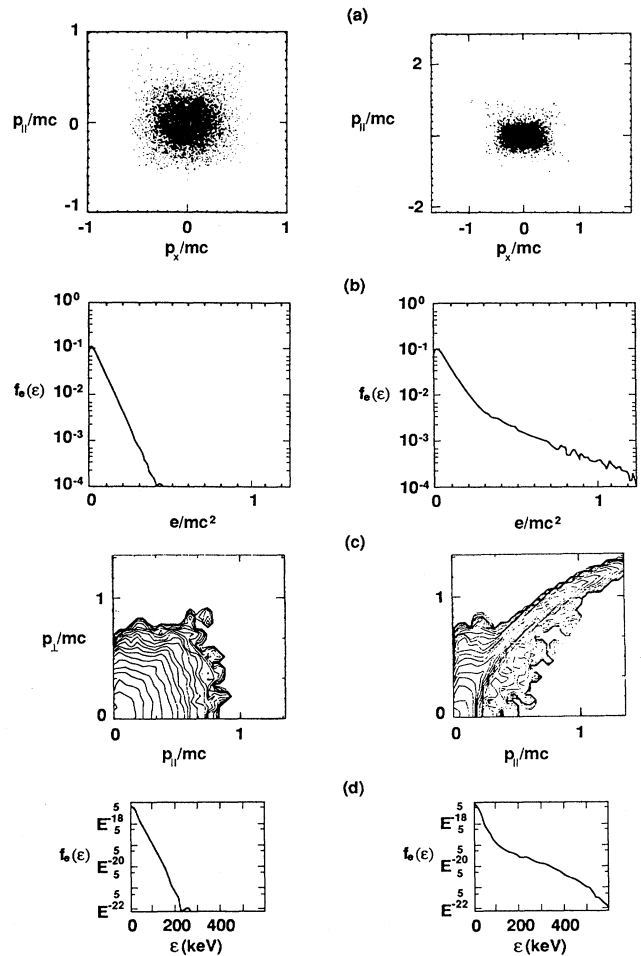 (a)
1
p||/mc
0
-1
-1
0
1
pₓ/mc
2
p||/mc
0
-2
-1
0
1
pₓ/mc
(b)
10⁰
10⁻¹
fₑ(ε)
10⁻²
10⁻³
10⁻⁴
0
1
e/mc²
10⁰
10⁻¹
fₑ(ε)
10⁻²
10⁻³
10⁻⁴
0
1
e/mc²
(c)
1
p⊥/mc
0
0
1
p||/mc
1
0
0
1
p||/mc
(d)
5
E⁻¹⁸
5
fₑ(ε)
E⁻²⁰
5
5
E⁻²²
0 200 400
ε(keV)
5
E⁻¹⁸
5
fₑ(ε)
E⁻²⁰
5
5
E⁻²²
0 200 400
ε(keV)